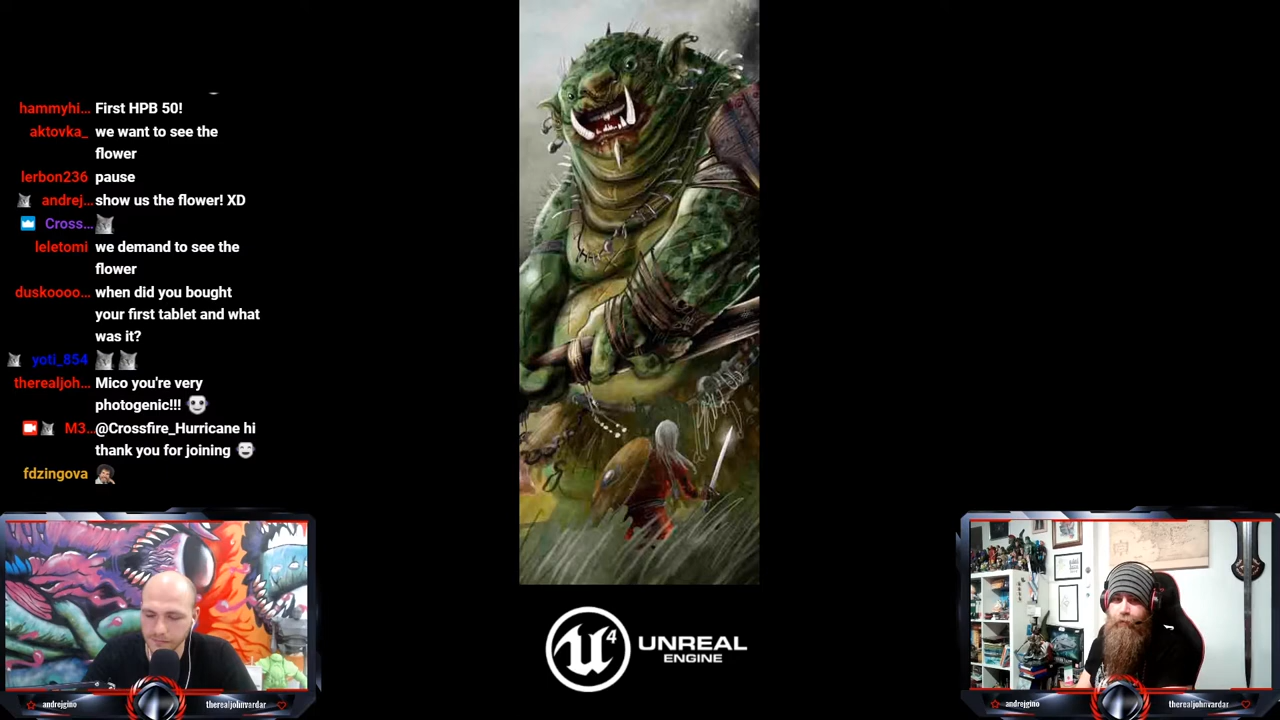 hammyhi... First HPB 50!
aktovka_ we want to see the
flower
lerbon236 pause
andrej... show us the flower! XD
Cross...
leletomi we demand to see the
flower
duskoooo... when did you bought
your first tablet and what
was it?
yoti_854
therealjoh... Mico you're very
photogenic!!!
M3... @Crossfire_Hurricane hi
thank you for joining
fdzingova
4
UNREAL
ENGINE
andrejgino therealjohnvardar
andrejgino therealjohnvardar